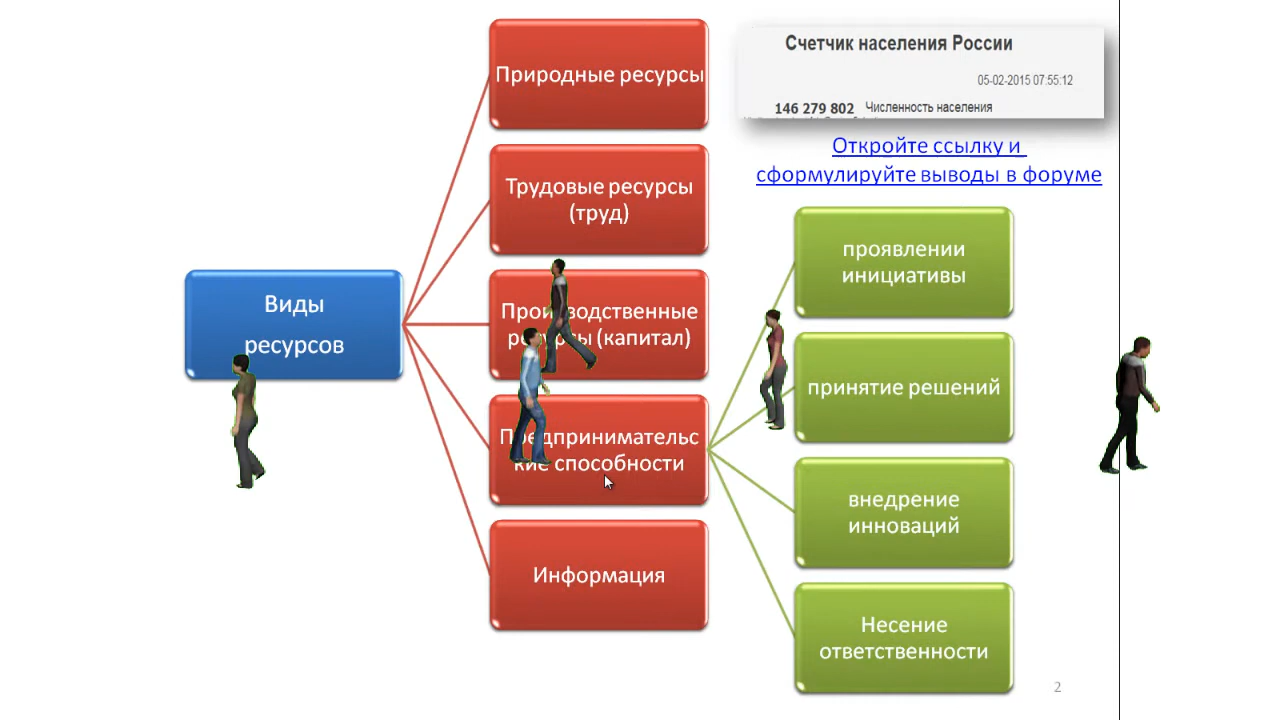 Природные ресурсы
Счетчик населения России
05-02-2015 07:55:12
146 279 802 Численность населения
Откройте ссылку и
сформулируйте выводы в форуме
Трудовые ресурсы
(труд)
Виды
ресурсов
Производственные
ресурсы (капитал)
Предпринимательс
кие способности
Информация
проявлении
инициативы
принятие решений
внедрение
инноваций
Несение
ответственности
2